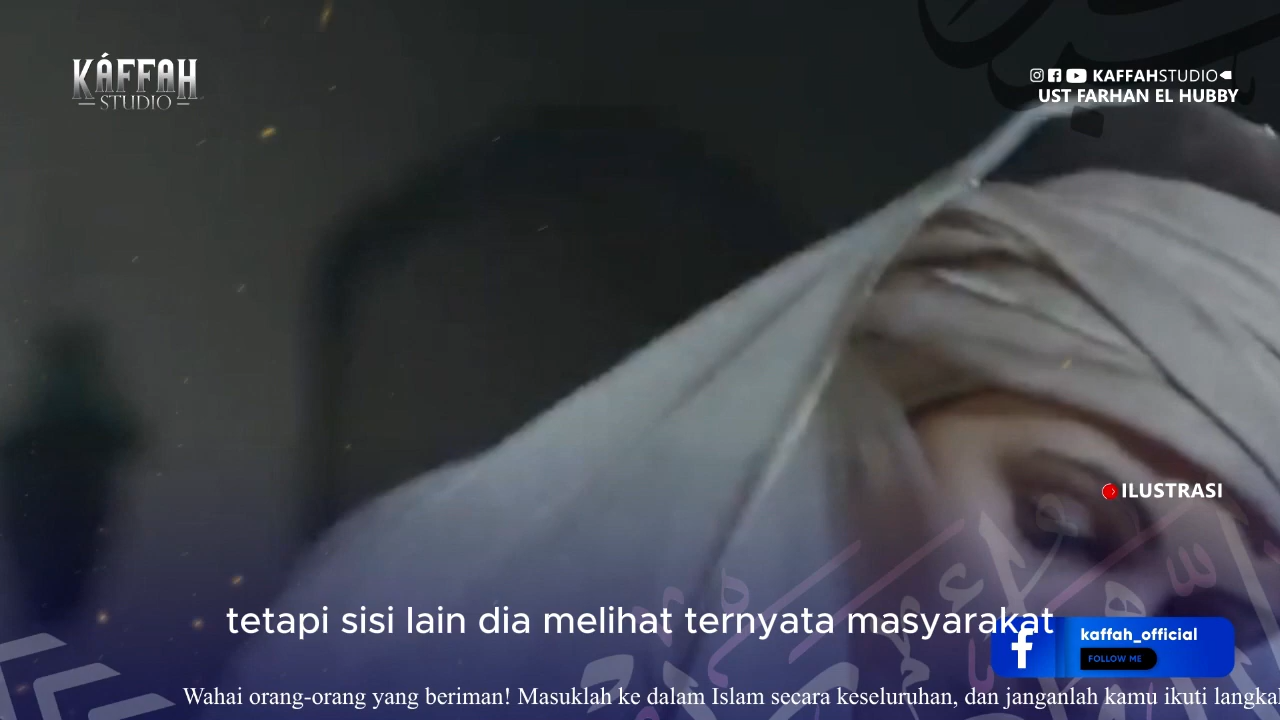 KÁFFAH
STUDIO
KAFFAHSTUDIO
UST FARHAN EL HUBBY
ILUSTRASI
tetapi sisi lain dia melihat ternyata masyarakat
kaffah_official
FOLLOW ME
Wahai orang-orang yang beriman! Masuklah ke dalam Islam secara keseluruhan, dan janganlah kamu ikuti langka